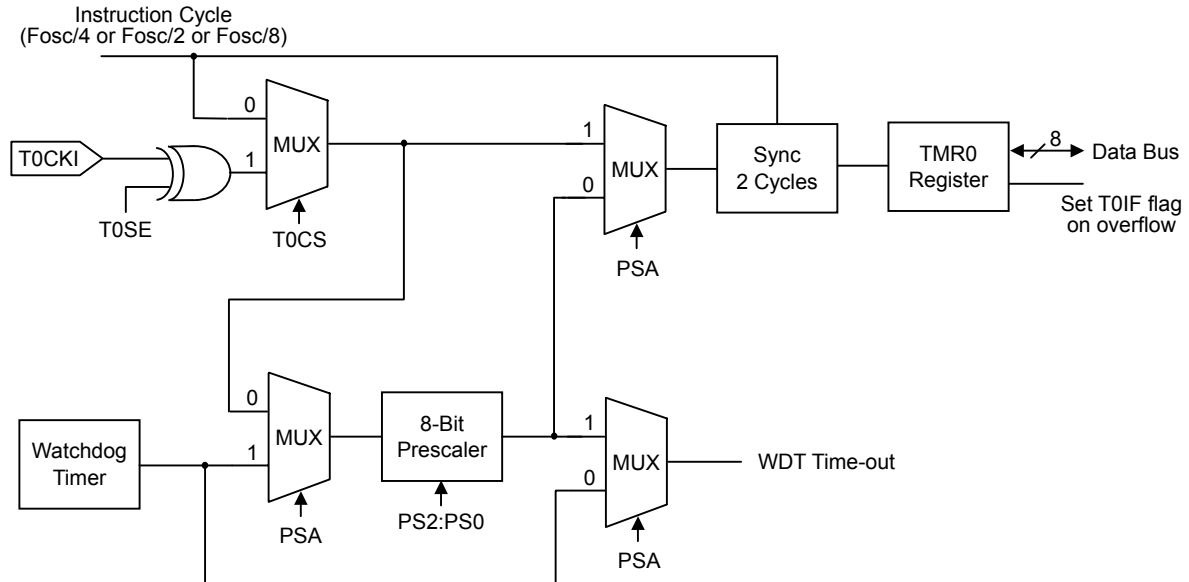 Instruction Cycle
(Fosc/4 or Fosc/2 or Fosc/8)
0
MUX
1
T0CKI
T0SE
T0CS
1
MUX
0
PSA
Sync
2 Cycles
TMR0
Register
8
Data Bus
Set T0IF flag
on overflow
Watchdog
Timer
0
MUX
1
PSA
8-Bit
Prescaler
PS2:PS0
1
MUX
0
PSA
WDT Time-out